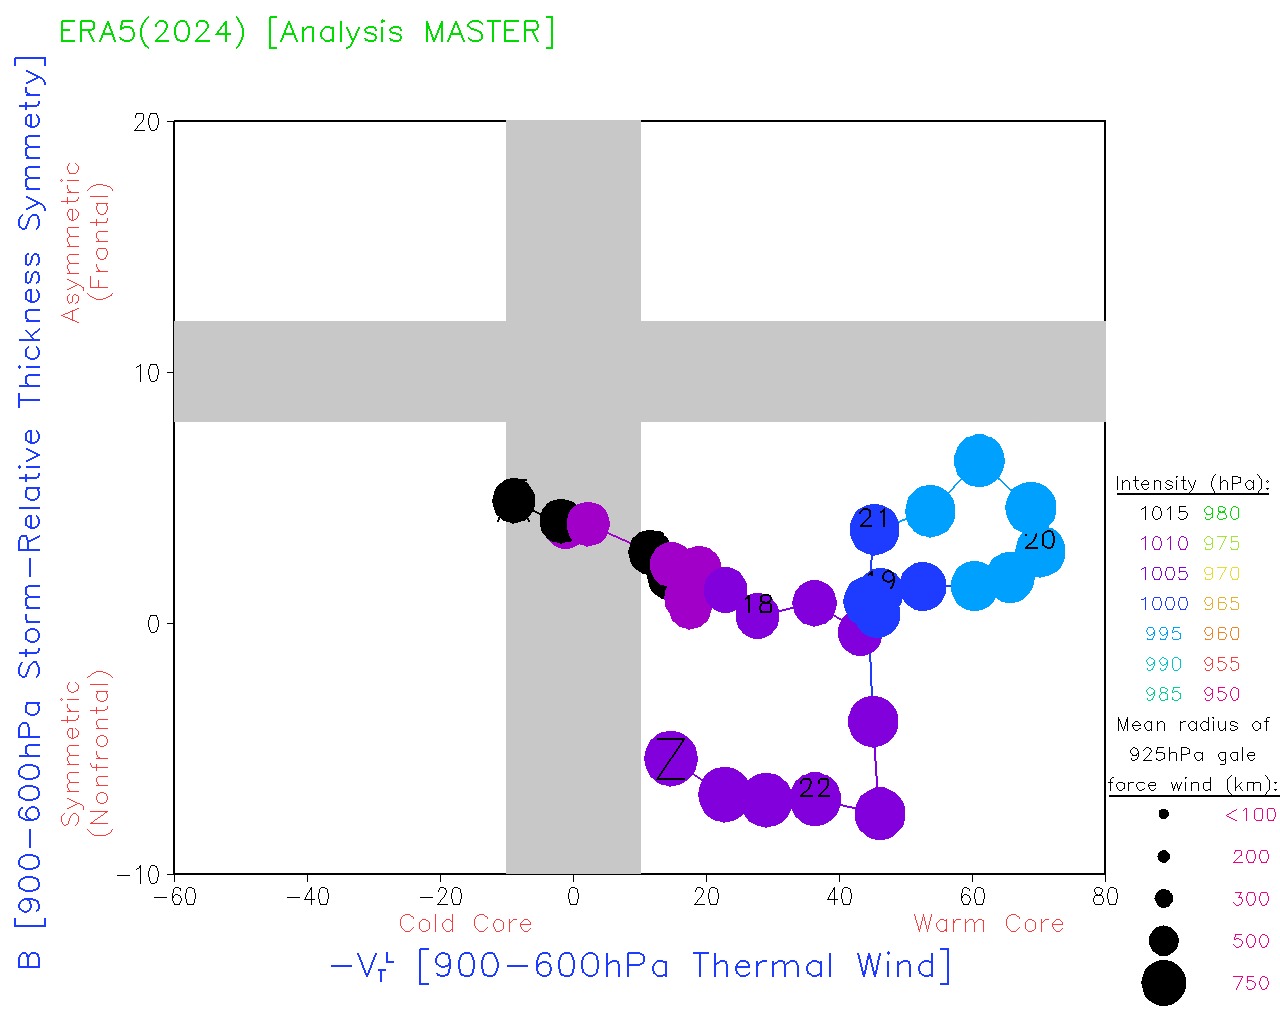 ERA5(2024) [Analysis MASTER]
B [900-600hPa Storm-Relative Thickness Symmetry]
Asymmetric
(Frontal)
Symmetric
(Nonfrontal)
20
10
0
-10
18
19
20
21
22
Z
-60 -40 -20 0 20 40 60 80
Cold Core Warm Core
-VTL [900-600hPa Thermal Wind]
Intensity (hPa):
1015 980
1010 975
1005 970
1000 965
995 960
990 955
985 950
Mean radius of
925hPa gale
force wind (km):
<100
200
300
500
750